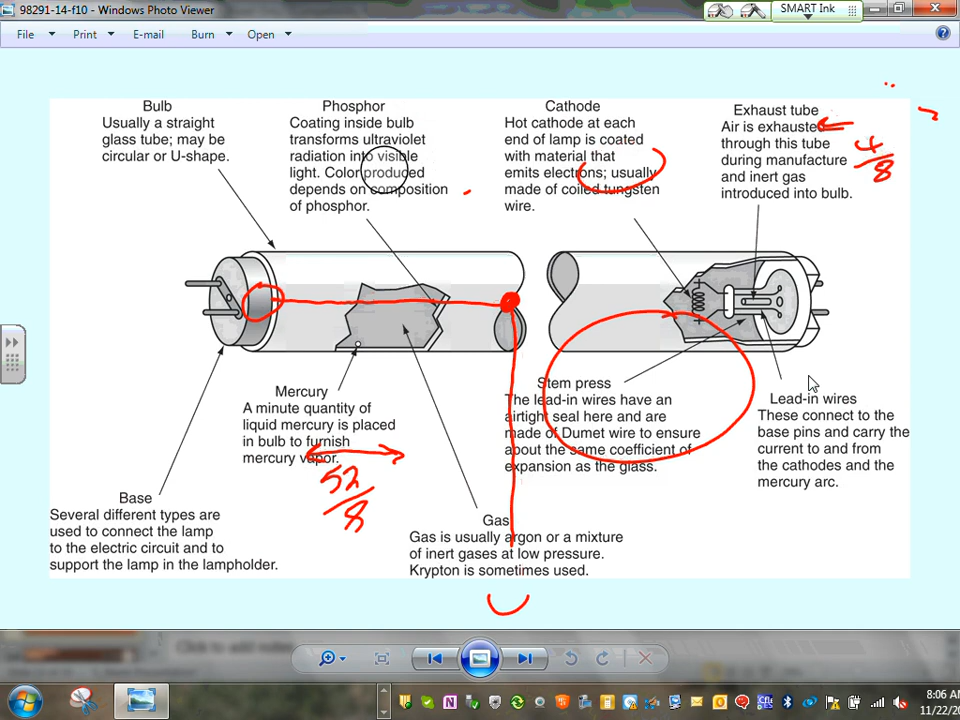 98291-14-f10 - Windows Photo Viewer
SMART Ink
File Print E-mail Burn Open
Bulb
Usually a straight
glass tube; may be
circular or U-shape.
Phosphor
Coating inside bulb
transforms ultraviolet
radiation into visible
light. Color produced
depends on composition
of phosphor.
Cathode
Hot cathode at each
end of lamp is coated
with material that
emits electrons; usually
made of coiled tungsten
wire.
Exhaust tube
Air is exhausted
through this tube
during manufacture
and inert gas
introduced into bulb.
4/8
Mercury
A minute quantity of
liquid mercury is placed
in bulb to furnish
mercury vapor.
52/8
Stem press
The lead-in wires have an
airtight seal here and are
made of Dumet wire to ensure
about the same coefficient of
expansion as the glass.
Lead-in wires
These connect to the
base pins and carry the
current to and from
the cathodes and the
mercury arc.
Base
Several different types are
used to connect the lamp
to the electric circuit and to
support the lamp in the lampholder.
Gas
Gas is usually argon or a mixture
of inert gases at low pressure.
Krypton is sometimes used.
Click to add notes
8:06 AM
11/22/20